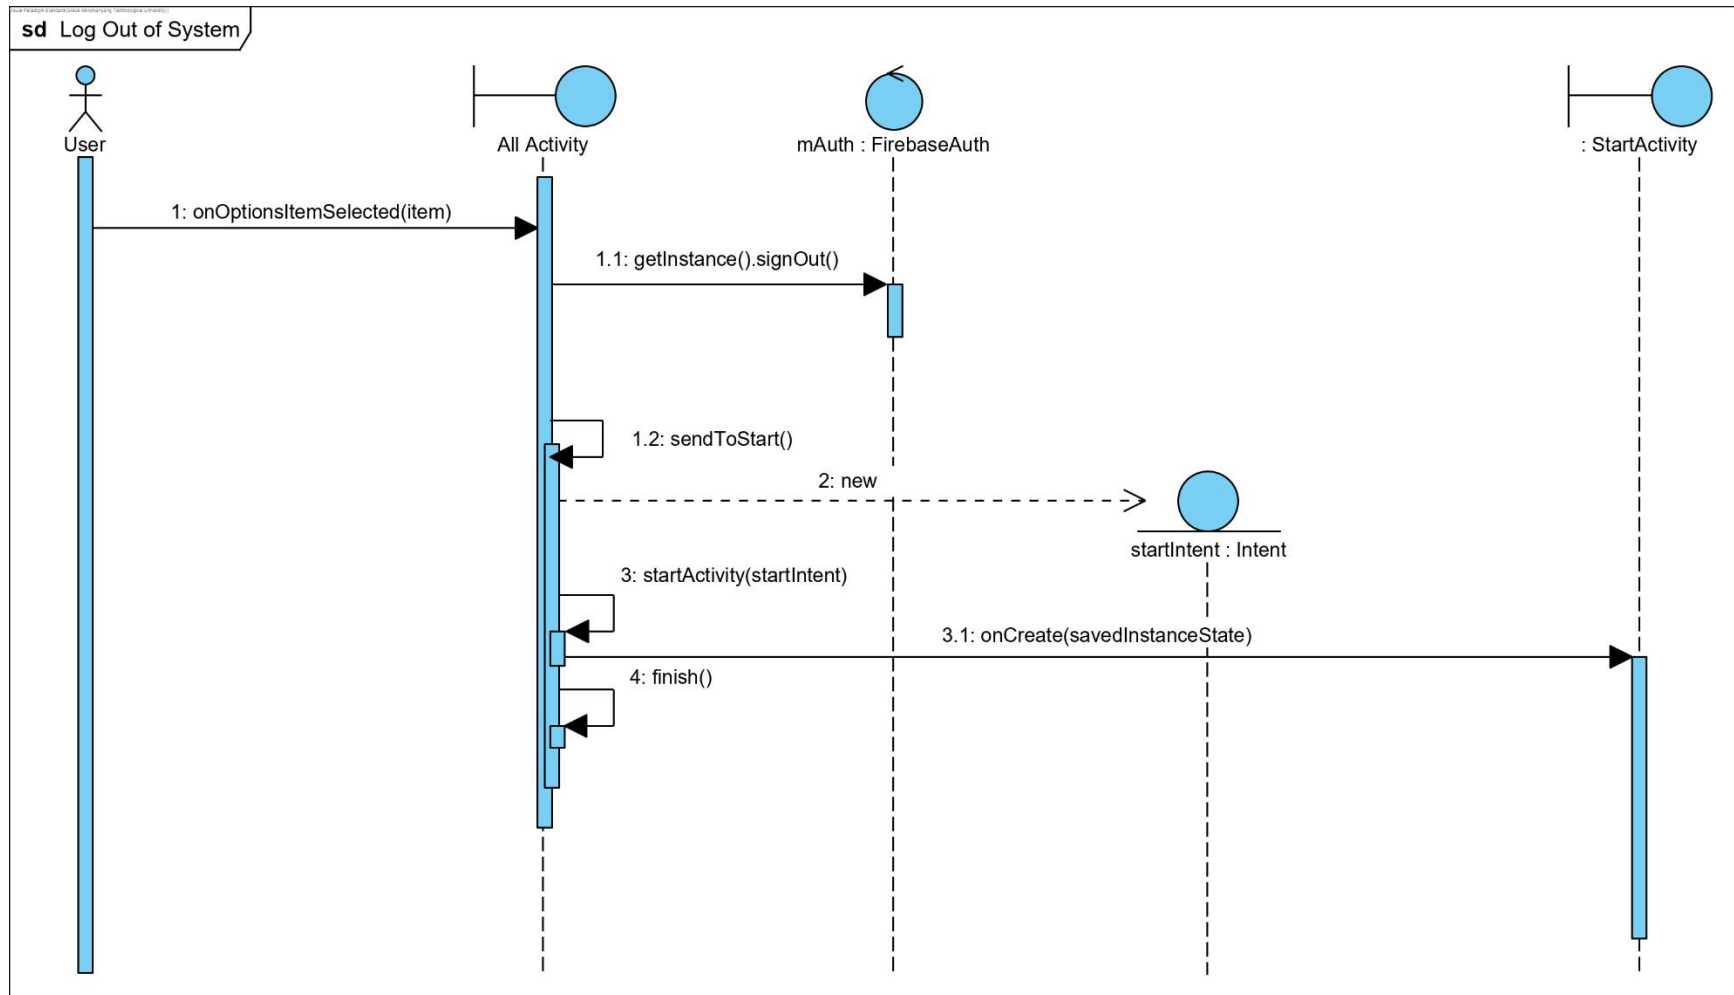 sd Log Out of System
User
All Activity
mAuth : FirebaseAuth
: StartActivity
1: onOptionsItemSelected(item)
1.1: getInstance().signOut()
1.2: sendToStart()
2: new
startIntent : Intent
3: startActivity(startIntent)
3.1: onCreate(savedInstanceState)
4: finish()